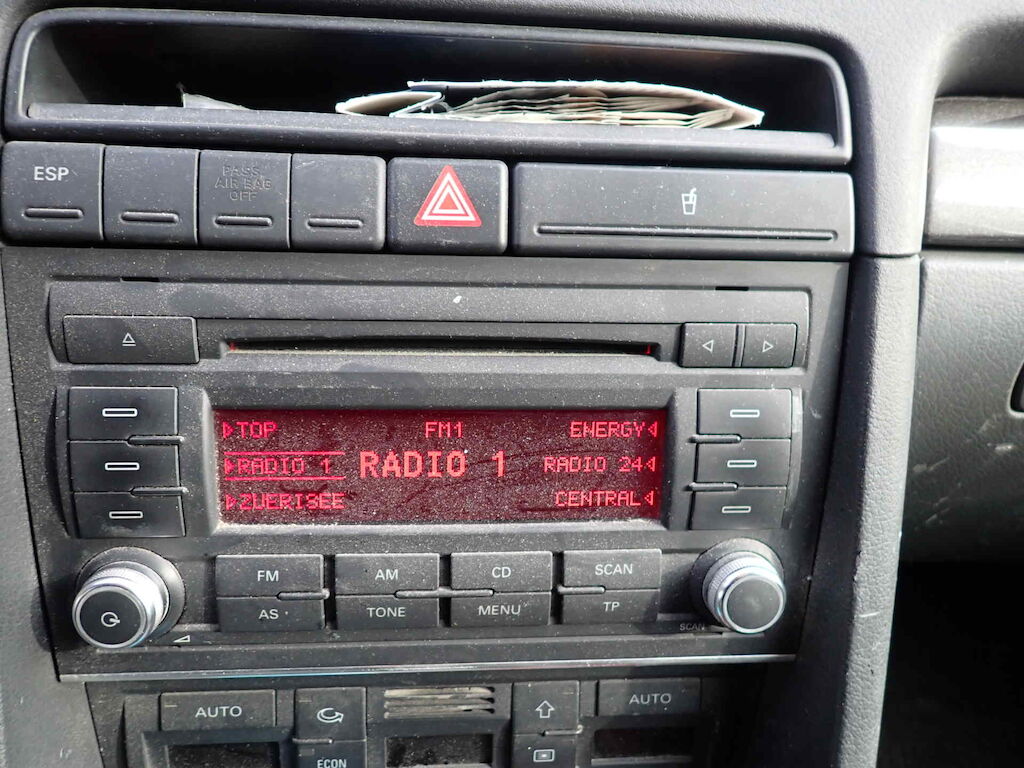 ESP
PASS.
AIR BAG
OFF
TOP FM1 ENERGY
RADIO 1 RADIO 1 RADIO 24
ZUERISEE CENTRAL
FM AM CD SCAN
AS TONE MENU TP
SCAN
AUTO AUTO
ECON